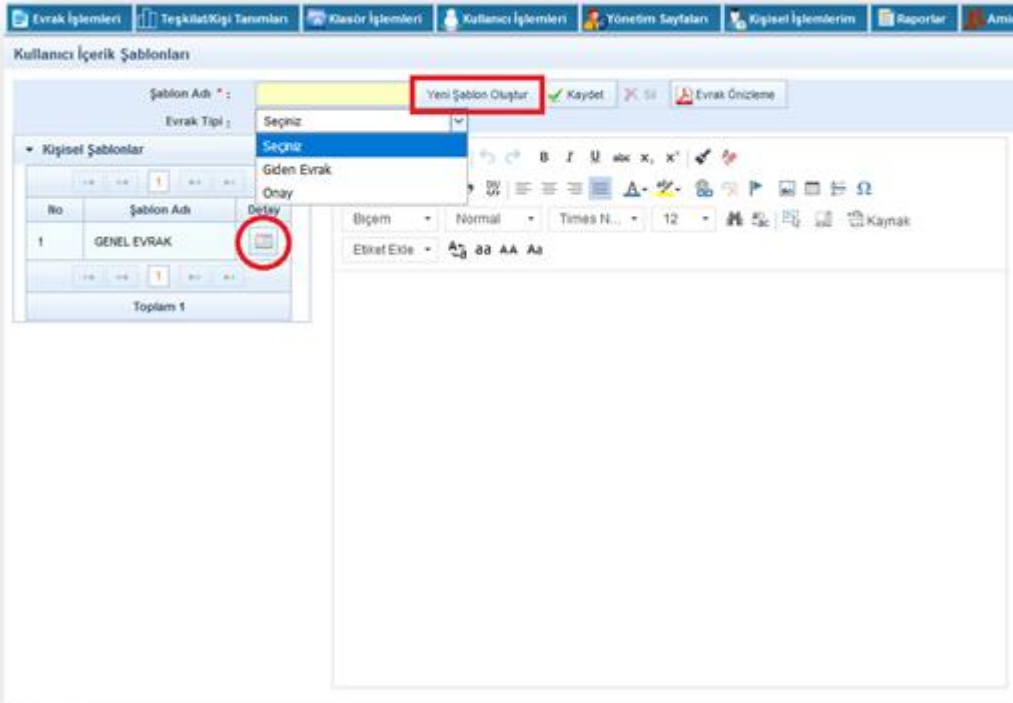 Evrak İşlemleri Teşkilat/Kişi Tanımları Klasör İşlemleri Kullanıcı İşlemleri Yönetim Sayfaları Kişisel İşlemlerim Raporlar
Kullanıcı İçerik Şablonları
Şablon Adı * : Yeni Şablon Oluştur Kaydet Sil Evrak Önizleme
Evrak Tipi : Seçiniz
Seçiniz
Giden Evrak
Onay
Kişisel Şablonlar
1
No Şablon Adı Detay
1 GENEL EVRAK
1
Toplam 1
B I U abc x, x'
A
Biçem Normal Times N... 12 Kaynak
Etiket Ekle aa AA Aa